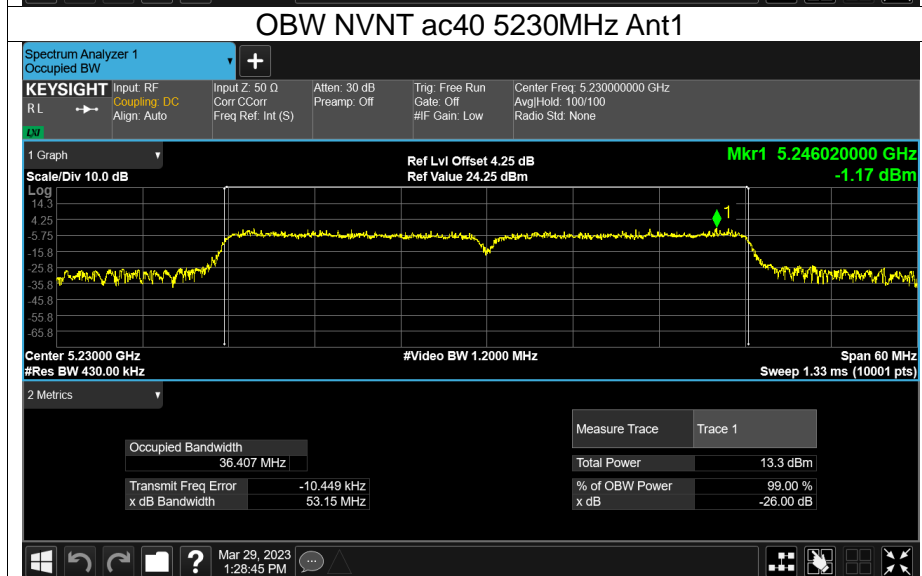 OBW NVNT ac40 5230MHz Ant1
Spectrum Analyzer 1
Occupied BW
▼
+
KEYSIGHT Input: RF Input Z: 50 Ω Atten: 30 dB Trig: Free Run Center Freq: 5.230000000 GHz
R L Coupling: DC Corr CCorr Preamp: Off Gate: Off Avg|Hold: 100/100
Align: Auto Freq Ref: Int (S) #IF Gain: Low Radio Std: None
LXI
1 Graph ▼ Ref Lvl Offset 4.25 dB Mkr1 5.246020000 GHz
Scale/Div 10.0 dB Ref Value 24.25 dBm -1.17 dBm
Log
14.3
4.25
-5.75
-15.8
-25.8
-35.8
-45.8
-55.8
-65.8
1
Center 5.23000 GHz #Video BW 1.2000 MHz Span 60 MHz
#Res BW 430.00 kHz Sweep 1.33 ms (10001 pts)
2 Metrics ▼
Measure Trace Trace 1
Occupied Bandwidth
36.407 MHz Total Power 13.3 dBm
Transmit Freq Error -10.449 kHz % of OBW Power 99.00 %
x dB Bandwidth 53.15 MHz x dB -26.00 dB
? Mar 29, 2023
1:28:45 PM